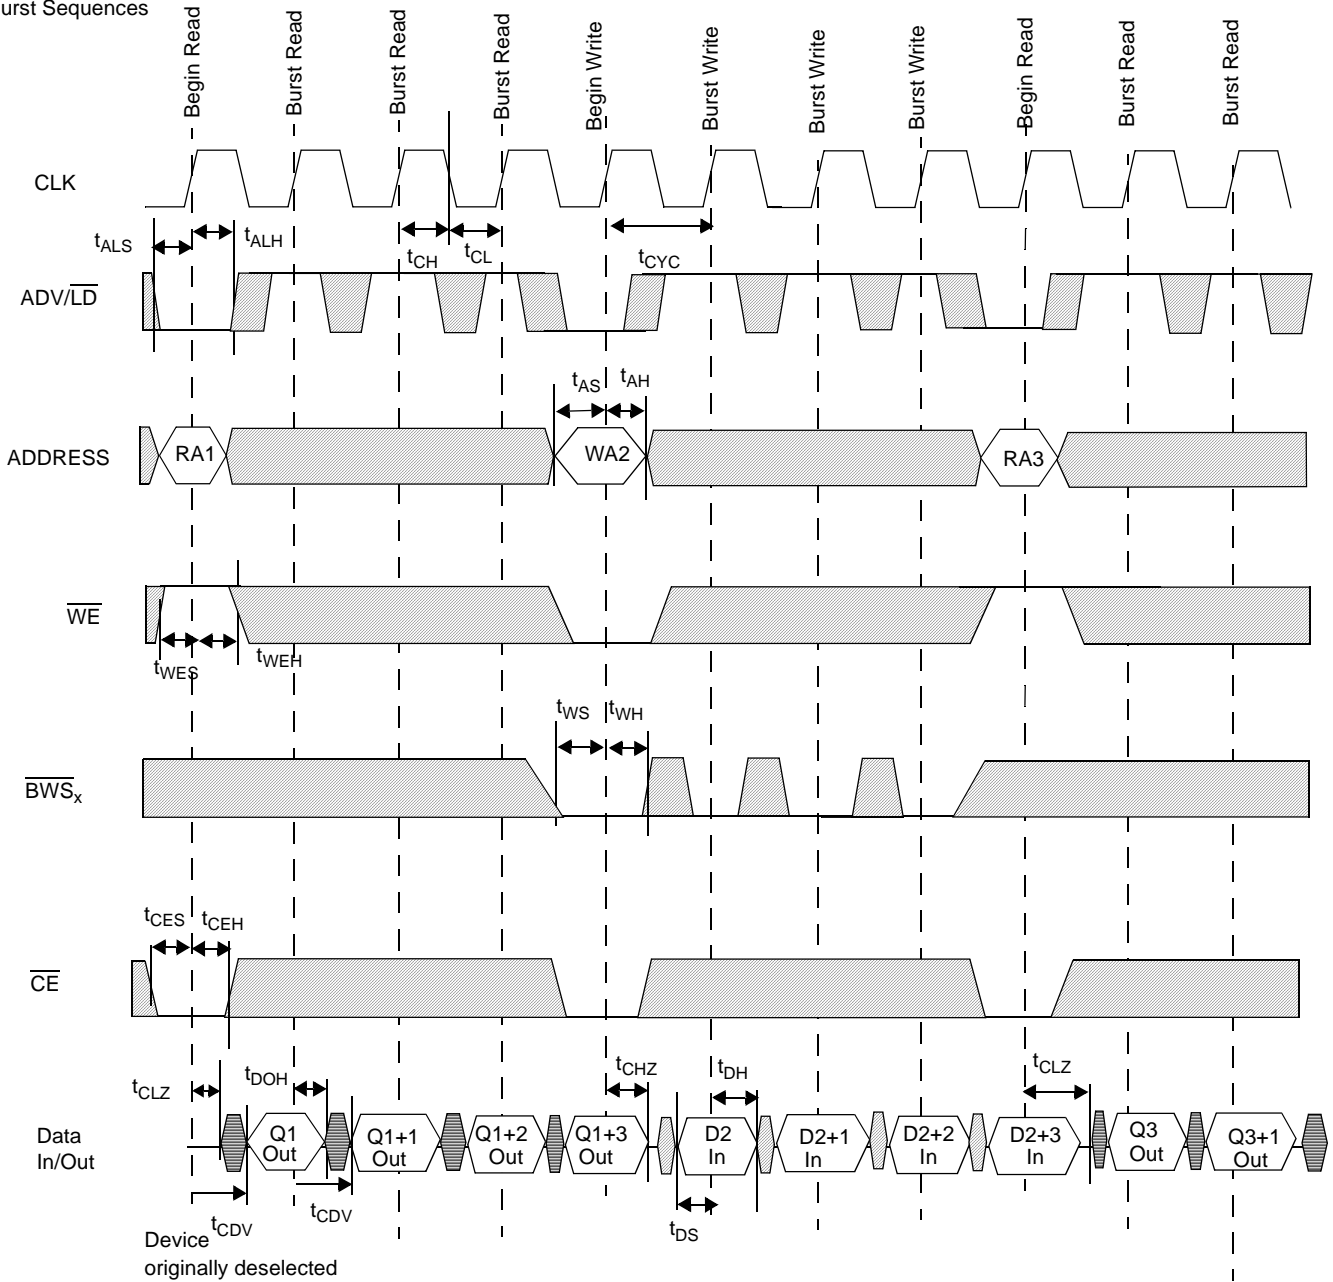 urst Sequences
Begin Read
Burst Read
Burst Read
Burst Read
Begin Write
Burst Write
Burst Write
Burst Write
Begin Read
Burst Read
Burst Read
CLK
tALS
tALH
tCH
tCL
tCYC
ADV/LD
tAS
tAH
ADDRESS
RA1
WA2
RA3
WE
tWES
tWEH
tWS
tWH
BWSx
tCES
tCEH
CE
tCLZ
tDOH
tCHZ
tDH
tCLZ
Data
In/Out
Q1
Out
Q1+1
Out
Q1+2
Out
Q1+3
Out
D2
In
D2+1
In
D2+2
In
D2+3
In
Q3
Out
Q3+1
Out
tCDV
tCDV
tDS
Device
originally deselected